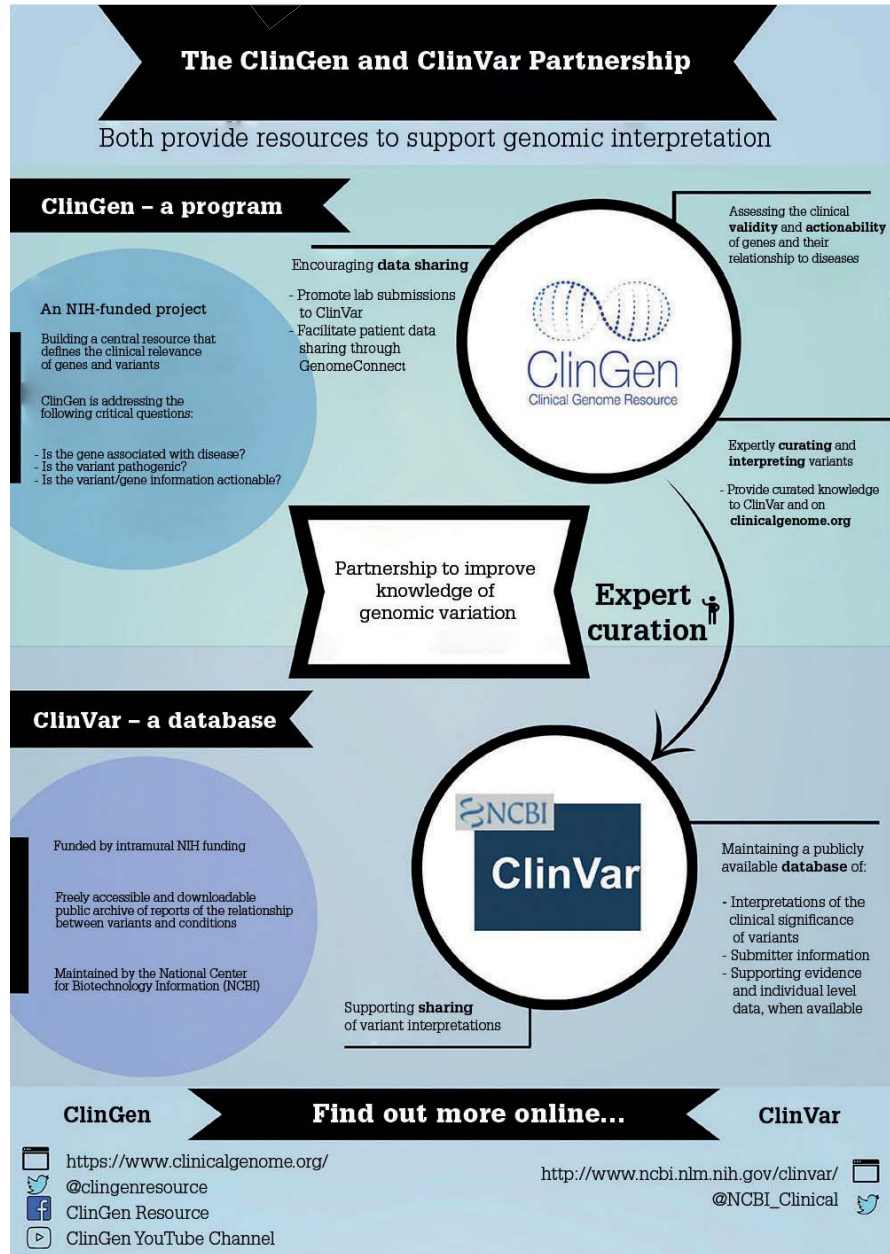 The ClinGen and ClinVar Partnership
Both provide resources to support genomic interpretation
ClinGen – a program
An NIH-funded project
Building a central resource that
defines the clinical relevance
of genes and variants
ClinGen is addressing the
following critical questions:
- Is the gene associated with disease?
- Is the variant pathogenic?
- Is the variant/gene information actionable?
Encouraging data sharing
- Promote lab submissions
to ClinVar
- Facilitate patient data
sharing through
GenomeConnect
ClinGen
Clinical Genome Resource
Assessing the clinical
validity and actionability
of genes and their
relationship to diseases
Expertly curating and
interpreting variants
- Provide curated knowledge
to ClinVar and on
clinicalgenome.org
Partnership to improve
knowledge of
genomic variation
Expert
curation
ClinVar – a database
Funded by intramural NIH funding
Freely accessible and downloadable
public archive of reports of the relationship
between variants and conditions
Maintained by the National Center
for Biotechnology Information (NCBI)
NCBI
ClinVar
Supporting sharing
of variant interpretations
Maintaining a publicly
available database of:
- Interpretations of the
clinical significance
of variants
- Submitter information
- Supporting evidence
and individual level
data, when available
Find out more online...
ClinGen
https://www.clinicalgenome.org/
@clingenresource
ClinGen Resource
ClinGen YouTube Channel
ClinVar
http://www.ncbi.nlm.nih.gov/clinvar/
@NCBI_Clinical